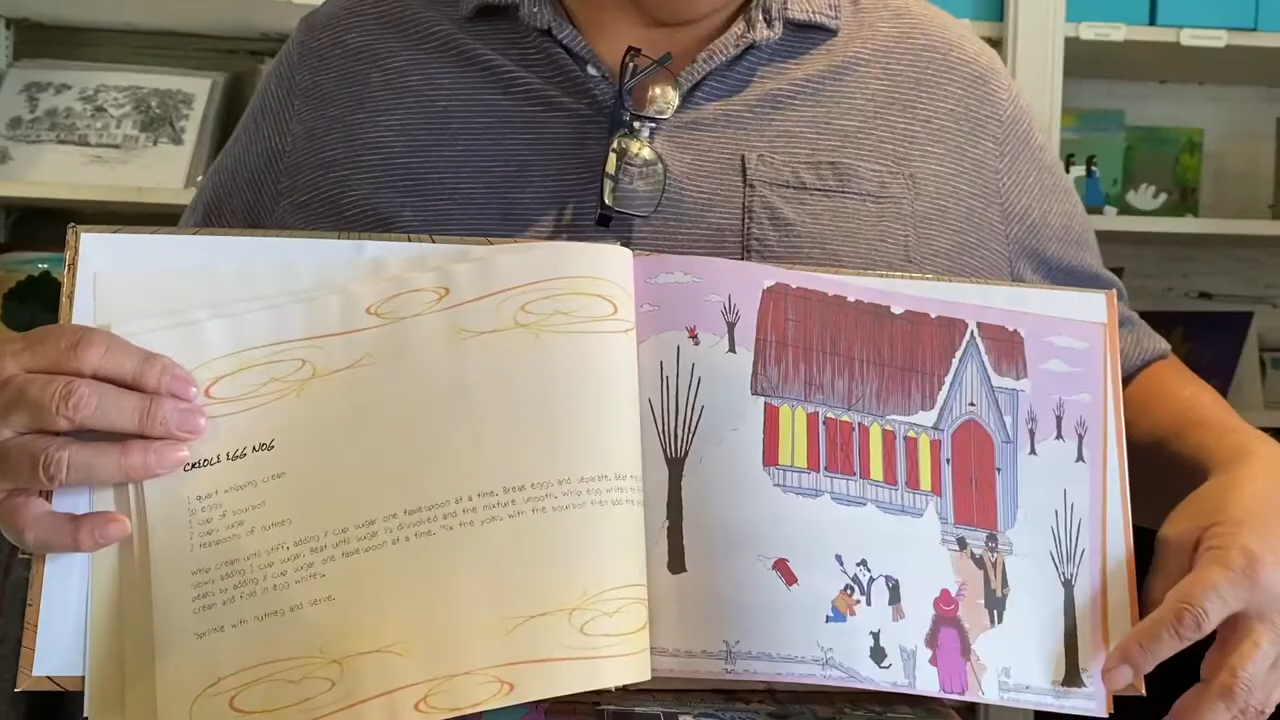 CREOLE EGG NOG
1 quart whipping cream
10 eggs
1 cup of bourbon
2 cups sugar
2 teaspoons of nutmeg
Whip cream until stiff, adding ½ cup sugar one tablespoon at a time. Break eggs and separate. Beat
slowly adding 1 cup sugar. Beat until sugar is dissolved and the mixture smooth. Whip egg whites to
peaks by adding ½ cup sugar one tablespoon at a time. Mix the yolks with the bourbon then add the
cream and fold in egg whites.
Sprinkle with nutmeg and serve.